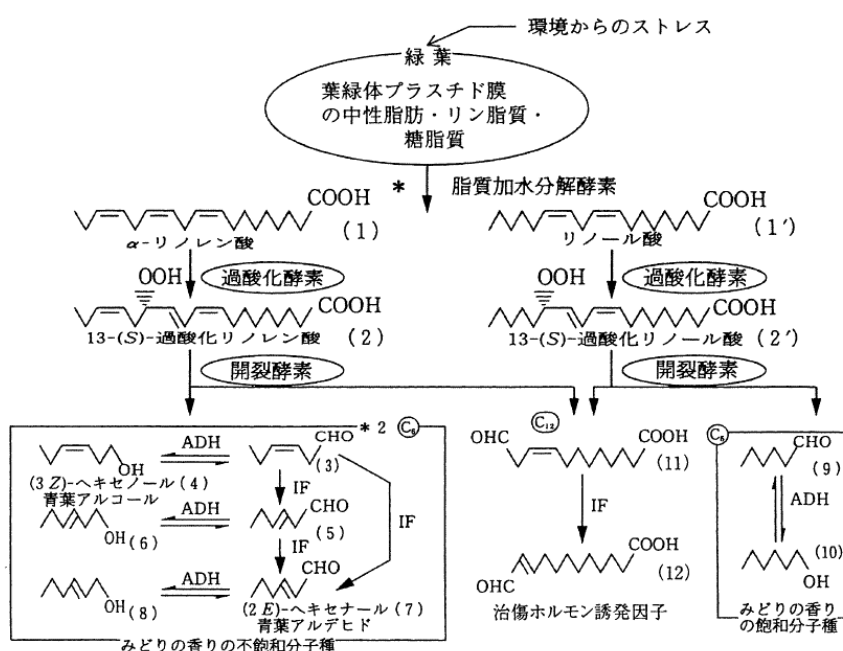 環境からのストレス
緑葉
葉緑体プラスチド膜
の中性脂肪・リン脂質・
糖脂質
* 脂質加水分解酵素
COOH
(1)
α-リノレン酸
COOH
(1′)
リノール酸
過酸化酵素
過酸化酵素
OOH
COOH
13-(S)-過酸化リノレン酸 (2)
OOH
COOH
13-(S)-過酸化リノール酸 (2′)
開裂酵素
開裂酵素
* 2 C6
CHO
(3)
ADH
OH
(3Z)-ヘキセノール(4)
青葉アルコール
IF
CHO
(5)
ADH
OH(6)
IF
IF
CHO
ADH
OH(8)
(2E)-ヘキセナール(7)
青葉アルデヒド
みどりの香りの不飽和分子種
C12
OHC
COOH
(11)
IF
COOH
OHC
(12)
治傷ホルモン誘発因子
CHO
(9)
ADH
(10)
OH
みどりの香り
の飽和分子種